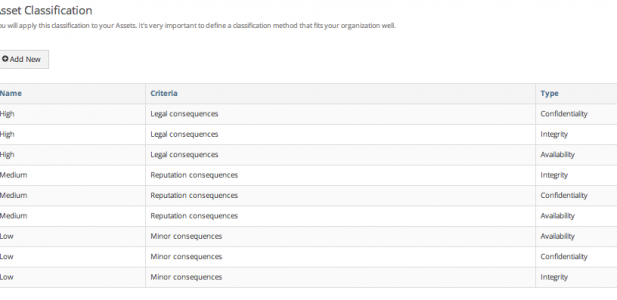 sset Classification
ou will apply this classification to your Assets. It's very important to define a classification method that fits your organization well.
Add New
Name Criteria Type
High Legal consequences Confidentiality
High Legal consequences Integrity
High Legal consequences Availability
Medium Reputation consequences Integrity
Medium Reputation consequences Confidentiality
Medium Reputation consequences Availability
Low Minor consequences Availability
Low Minor consequences Confidentiality
Low Minor consequences Integrity